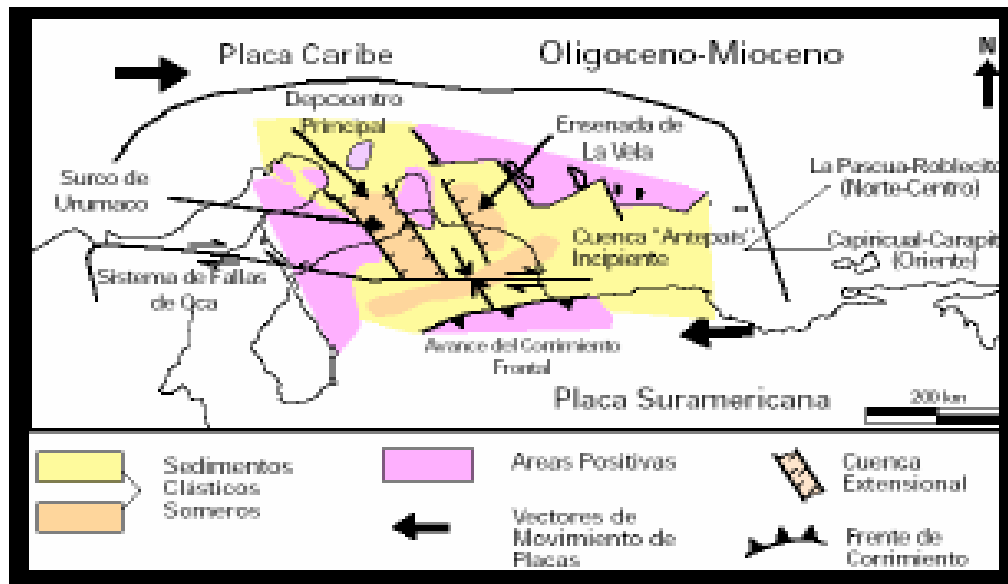 Placa Caribe
Oligoceno-Mioceno
N
Depocentro
Principal
Ensenada de
La Vela
Surco de
Urumaco
La Pascua-Roblecito
(Norte-Centro)
Cuenca "Antepaís"
Incipiente
Capiricual-Carapita
(Oriente)
Sistema de Fallas
de Oca
Avance del Corrimiento
Frontal
Placa Suramericana
200 km
Sedimentos
Clásticos
Someros
Areas Positivas
Vectores de
Movimiento de
Placas
Cuenca
Extensional
Frente de
Corrimiento